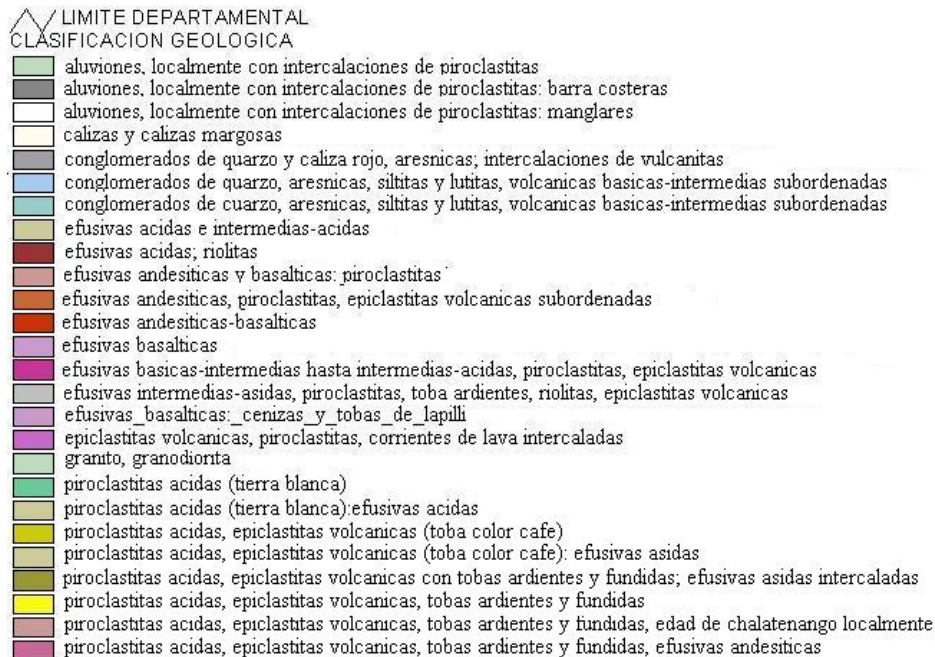 LIMITE DEPARTAMENTAL
CLASIFICACION GEOLOGICA
aluviones, localmente con intercalaciones de piroclastitas
aluviones, localmente con intercalaciones de piroclastitas: barra costeras
aluviones, localmente con intercalaciones de piroclastitas: manglares
calizas y calizas margosas
conglomerados de quarzo y caliza rojo, aresnicas; intercalaciones de vulcanitas
conglomerados de quarzo, aresnicas, siltitas y lutitas, volcanicas basicas-intermedias subordenadas
conglomerados de cuarzo, aresnicas, siltitas y lutitas, volcanicas basicas-intermedias subordenadas
efusivas acidas e intermedias-acidas
efusivas acidas; riolitas
efusivas andesiticas y basalticas: piroclastitas
efusivas andesiticas, piroclastitas, epiclastitas volcanicas subordenadas
efusivas andesiticas-basalticas
efusivas basalticas
efusivas basicas-intermedias hasta intermedias-acidas, piroclastitas, epiclastitas volcanicas
efusivas intermedias-asidas, piroclastitas, toba ardientes, riolitas, epiclastitas volcanicas
efusivas_basalticas:_cenizas_y_tobas_de_lapilli
epiclastitas volcanicas, piroclastitas, corrientes de lava intercaladas
granito, granodiorita
piroclastitas acidas (tierra blanca)
piroclastitas acidas (tierra blanca):efusivas acidas
piroclastitas acidas, epiclastitas volcanicas (toba color cafe)
piroclastitas acidas, epiclastitas volcanicas (toba color cafe): efusivas asidas
piroclastitas acidas, epiclastitas volcanicas con tobas ardientes y fundidas; efusivas asidas intercaladas
piroclastitas acidas, epiclastitas volcanicas, tobas ardientes y fundidas
piroclastitas acidas, epiclastitas volcanicas, tobas ardientes y fundidas, edad de chalatenango localmente
piroclastitas acidas, epiclastitas volcanicas, tobas ardientes y fundidas, efusivas andesiticas